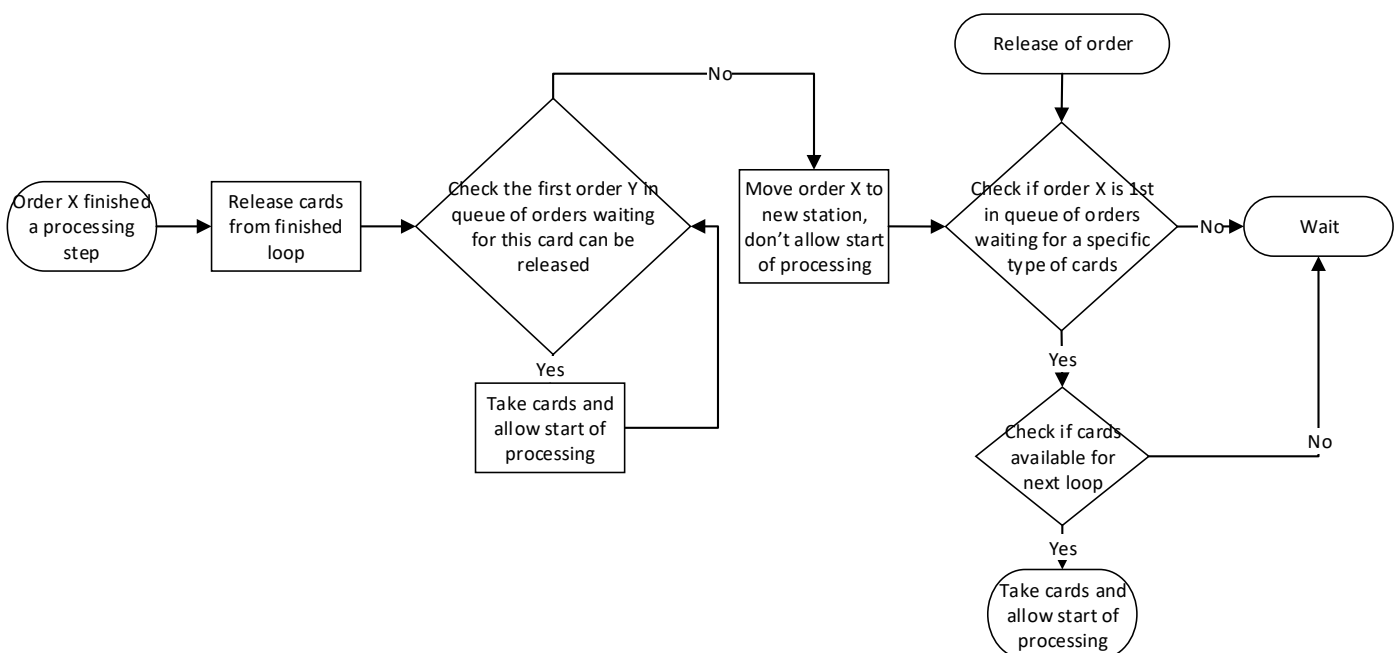 Order X finished
a processing
step
Release cards
from finished
loop
Check the first order Y in
queue of orders waiting
for this card can be
released
No
Yes
Take cards and
allow start of
processing
Move order X to
new station,
don’t allow start
of processing
Release of order
Check if order X is 1st
in queue of orders
waiting for a specific
type of cards
No
Wait
Yes
Check if cards
available for
next loop
No
Yes
Take cards and
allow start of
processing